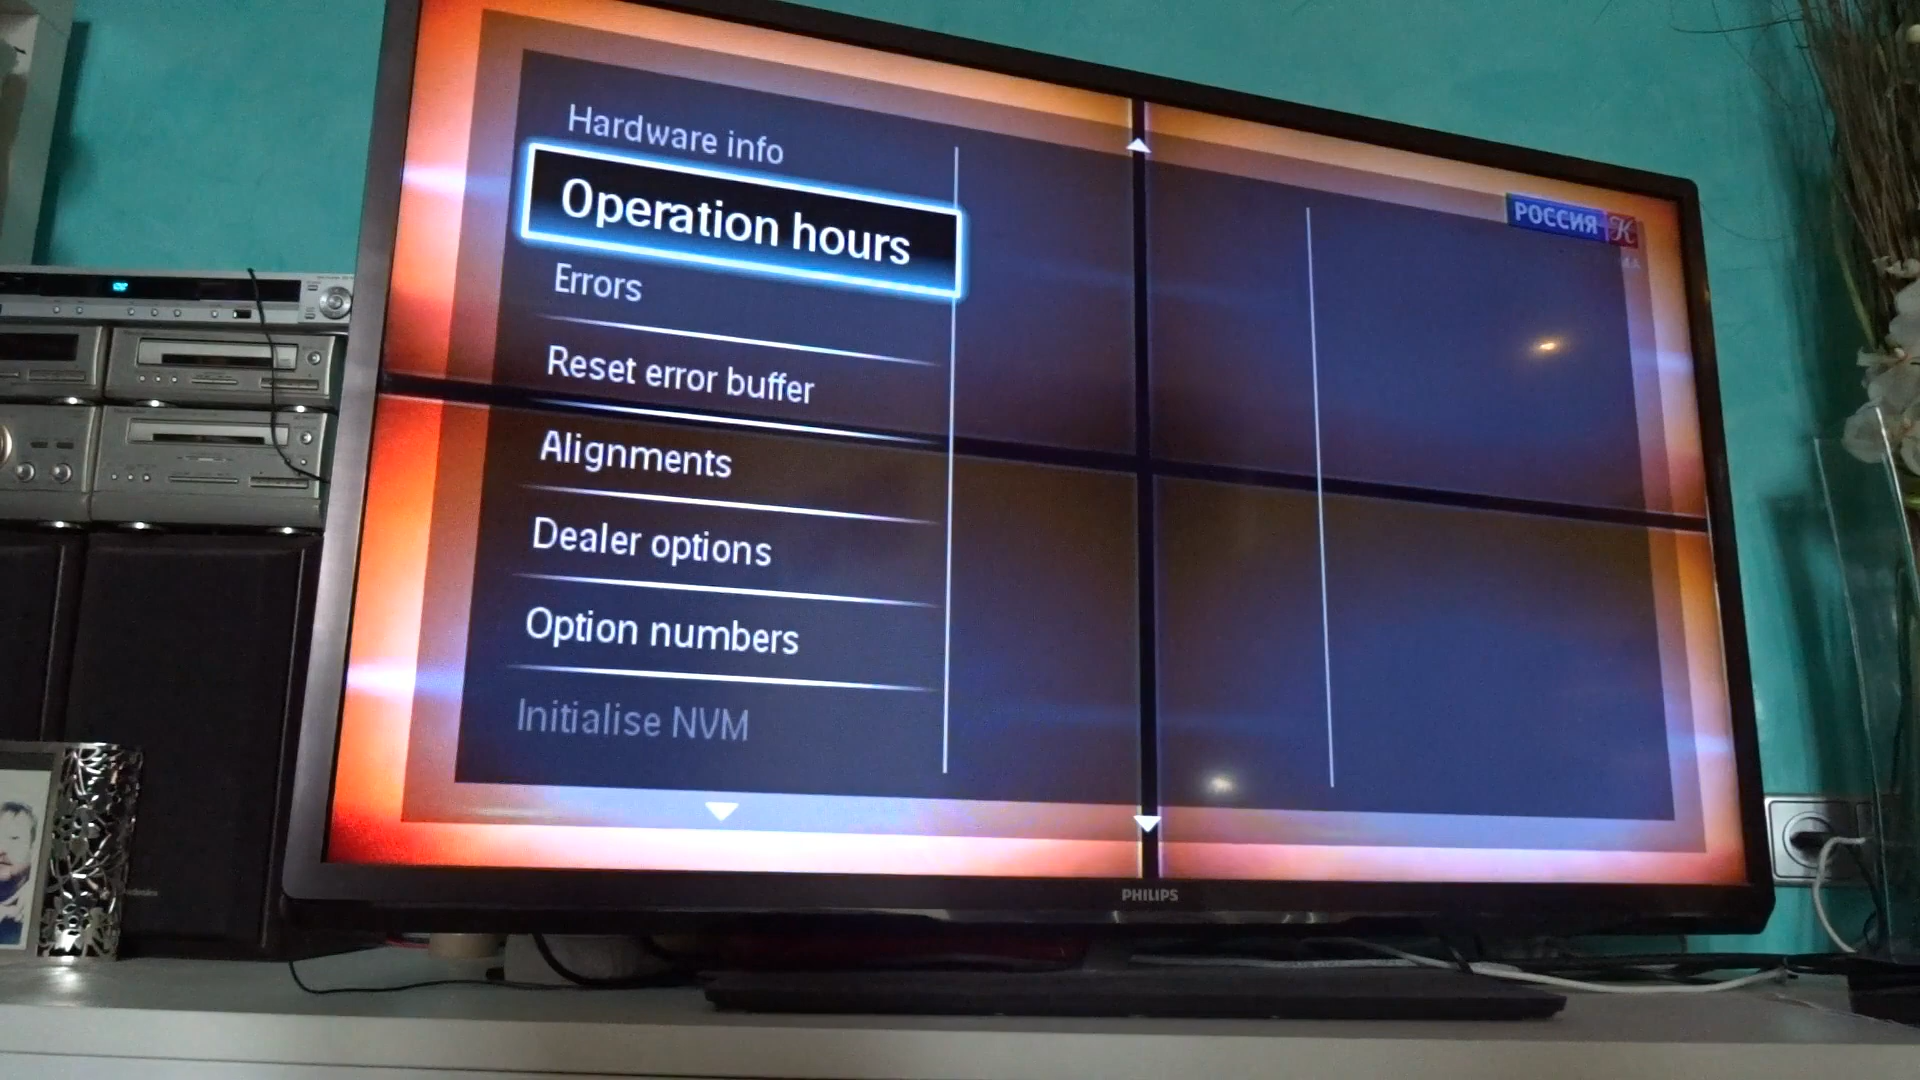 Hardware info
Operation hours
РОССИЯ К
Errors
Reset error buffer
Alignments
Dealer options
Option numbers
Initialise NVM
PHILIPS